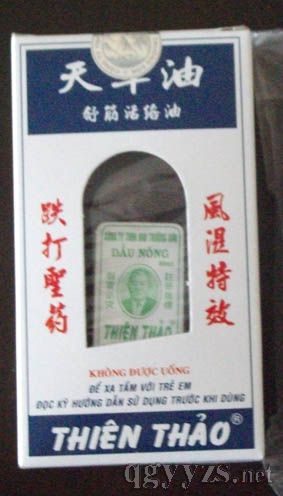 天草油
舒筋活络油
跌打聖药
風湿特效
DẦU NÓNG
THIÊN THẢO
KHÔNG ĐƯỢC UỐNG
ĐỂ XA TẦM VỚI TRẺ EM
ĐỌC KỸ HƯỚNG DẪN SỬ DỤNG TRƯỚC KHI DÙNG
THIÊN THẢO®
qgyyzs.net